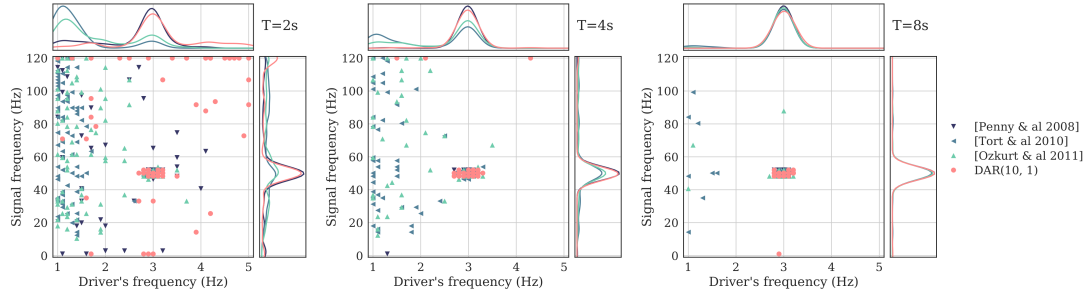 T=2s
120
100
80
60
40
20
0
Signal frequency (Hz)
1 2 3 4 5
Driver's frequency (Hz)
T=4s
120
100
80
60
40
20
0
Signal frequency (Hz)
1 2 3 4 5
Driver's frequency (Hz)
T=8s
120
100
80
60
40
20
0
Signal frequency (Hz)
1 2 3 4 5
Driver's frequency (Hz)
[Penny & al 2008]
[Tort & al 2010]
[Ozkurt & al 2011]
DAR(10, 1)